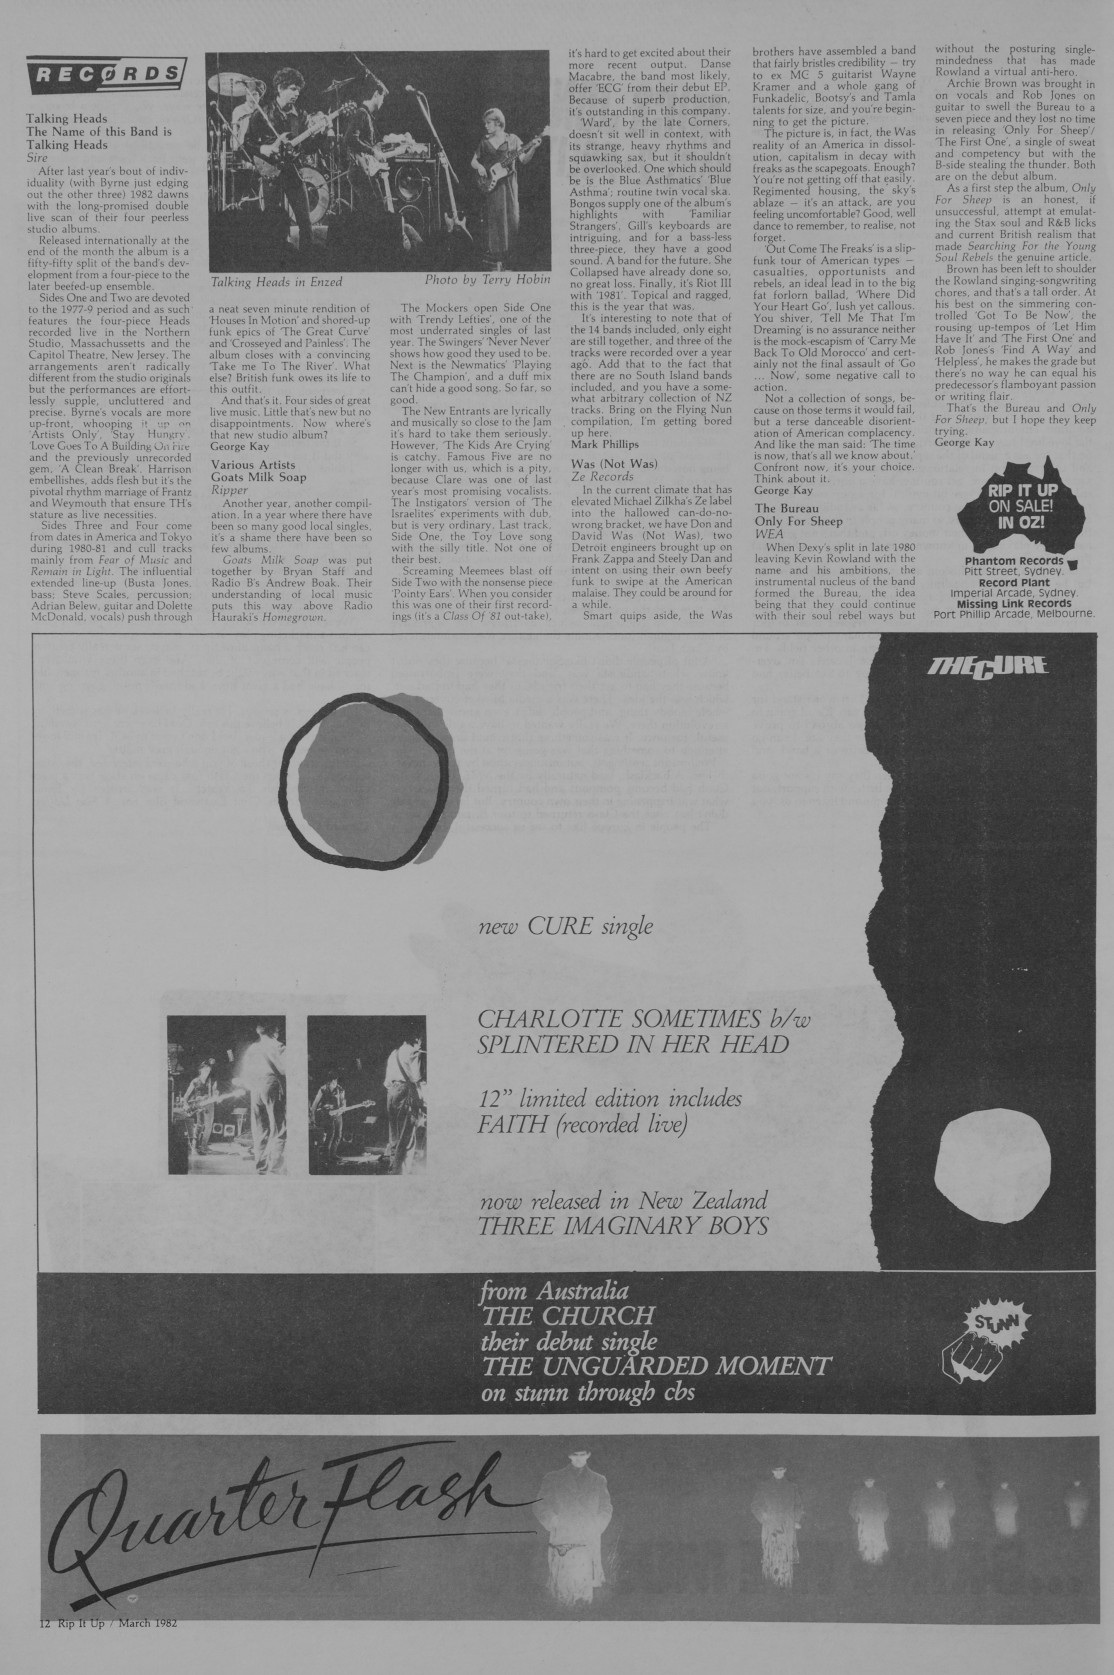 RECORDS
Talking Heads
The Name of this Band is
Talking Heads
Sire
After last year's bout of indiv-
iduality (with Byrne just edging
out the other three) 1982 dawns
with the long-promised double
live scan of their four peerless
studio albums.
Released internationally at the
end of the month the album is a
fifty-fifty split of the band's dev-
elopment from a four-piece to the
later beefed-up ensemble.
Sides One and Two are devoted
to the 1977-9 period and as such
features the four-piece Heads
recorded live in the Northern
Studio, Massachussetts and the
Capitol Theatre, New Jersey. The
arrangements aren't radically
different from the studio originals
but the performances are effort-
lessly supple, uncluttered and
precise. Byrne's vocals are more
up-front, whooping it up on
'Artists Only', 'Stay Hungry',
'Love Goes To A Building On Fire'
and the previously unrecorded
gem, 'A Clean Break'. Harrison
embellishes, adds flesh but it's the
pivotal rhythm marriage of Frantz
and Weymouth that ensure TH's
stature as live necessities.
Sides Three and Four come
from dates in America and Tokyo
during 1980-81 and cull tracks
mainly from Fear of Music and
Remain in Light. The influential
extended line-up (Busta Jones,
bass; Steve Scales, percussion;
Adrian Belew, guitar and Dolette
McDonald, vocals) push through
Talking Heads in Enzed
Photo by Terry Hobin
a neat seven minute rendition of
'Houses In Motion' and shored-up
funk epics of 'The Great Curve'
and 'Crosseyed and Painless'. The
album closes with a convincing
'Take me To The River'. What
else? British funk owes its life to
this outfit.
And that's it. Four sides of great
live music. Little that's new but no
disappointments. Now where's
that new studio album?
George Kay
Various Artists
Goats Milk Soap
Ripper
Another year, another compil-
ation. In a year where there have
been so many good local singles,
it's a shame there have been so
few albums.
Goats Milk Soap was put
together by Bryan Staff and
Radio B's Andrew Boak. Their
understanding of local music
puts this way above Radio
Hauraki's Homegrown.
The Mockers open Side One
with 'Trendy Lefties', one of the
most underrated singles of last
year. The Swingers' 'Never Never'
shows how good they used to be.
Next is the Newmatics' 'Playing
The Champion', and a duff mix
can't hide a good song. So far, so
good.
The New Entrants are lyrically
and musically so close to the Jam
it's hard to take them seriously.
However, 'The Kids Are Crying'
is catchy. Famous Five are no
longer with us, which is a pity,
because Clare was one of last
year's most promising vocalists.
The Instigators' version of 'The
Israelites' experiments with dub,
but is very ordinary. Last track,
Side One, the Toy Love song
with the silly title. Not one of
their best.
Screaming Meemees blast off
Side Two with the nonsense piece
'Pointy Ears'. When you consider
this was one of their first record-
ings (it's a Class Of '81 out-take),
it's hard to get excited about their
more recent output. Danse
Macabre, the band most likely,
offer 'ECG' from their debut EP.
Because of superb production,
it's outstanding in this company.
'Ward', by the late Corners,
doesn't sit well in context, with
its strange, heavy rhythms and
squawking sax, but it shouldn't
be overlooked. One which should
be is the Blue Asthmatics' 'Blue
Asthma'; routine twin vocal ska.
Bongos supply one of the album's
highlights with 'Familiar
Strangers', Gill's keyboards are
intriguing, and for a bass-less
three-piece, they have a good
sound. A band for the future. She
Collapsed have already done so,
no great loss. Finally, it's Riot III
with '1981'. Topical and ragged,
this is the year that was.
It's interesting to note that of
the 14 bands included, only eight
are still together, and three of the
tracks were recorded over a year
ago. Add that to the fact that
there are no South Island bands
included, and you have a some-
what arbitrary collection of NZ
tracks. Bring on the Flying Nun
compilation, I'm getting bored
up here.
Mark Phillips
Was (Not Was)
Ze Records
In the current climate that has
elevated Michael Zilkha's Ze label
into the hallowed can-do-no-
wrong bracket, we have Don and
David Was (Not Was), two
Detroit engineers brought up on
Frank Zappa and Steely Dan and
intent on using their own beefy
funk to swipe at the American
malaise. They could be around for
a while.
Smart quips aside, the Was
brothers have assembled a band
that fairly bristles credibility — try
to ex MC 5 guitarist Wayne
Kramer and a whole gang of
Funkadelic, Bootsy's and Tamla
talents for size, and you're begin-
ning to get the picture.
The picture is, in fact, the Was
reality of an America in dissol-
ution, capitalism in decay with
freaks as the scapegoats. Enough?
You're not getting off that easily.
Regimented housing, the sky's
ablaze — it's an attack, are you
feeling uncomfortable? Good, well
dance to remember, to realise, not
forget.
'Out Come The Freaks' is a slip-
funk tour of American types —
casualties, opportunists and
rebels, an ideal lead in to the big
fat forlorn ballad, 'Where Did
Your Heart Go', lush yet callous.
You shiver, 'Tell Me That I'm
Dreaming' is no assurance neither
is the mock-escapism of 'Carry Me
Back To Old Morocco' and cert-
ainly not the final assault of 'Go
... Now', some negative call to
action.
Not a collection of songs, be-
cause on those terms it would fail,
but a terse danceable disorient-
ation of American complacency.
And like the man said: 'The time
is now, that's all we know about.'
Confront now, it's your choice.
Think about it.
George Kay
The Bureau
Only For Sheep
WEA
When Dexy's split in late 1980
leaving Kevin Rowland with the
name and his ambitions, the
instrumental nucleus of the band
formed the Bureau, the idea
being that they could continue
with their soul rebel ways but
without the posturing single-
mindedness that has made
Rowland a virtual anti-hero.
Archie Brown was brought in
on vocals and Rob Jones on
guitar to swell the Bureau to a
seven piece and they lost no time
in releasing 'Only For Sheep'/
'The First One', a single of sweat
and competency but with the
B-side stealing the thunder. Both
are on the debut album.
As a first step the album, Only
For Sheep is an honest, if
unsuccessful, attempt at emulat-
ing the Stax soul and R&B licks
and current British realism that
made Searching For the Young
Soul Rebels the genuine article.
Brown has been left to shoulder
the Rowland singing-songwriting
chores, and that's a tall order. At
his best on the simmering con-
trolled 'Got To Be Now', the
rousing up-tempos of 'Let Him
Have It' and 'The First One' and
Rob Jones's 'Find A Way' and
'Helpless', he makes the grade but
there's no way he can equal his
predecessor's flamboyant passion
or writing flair.
That's the Bureau and Only
For Sheep, but I hope they keep
trying.
George Kay
RIP IT UP
ON SALE!
IN OZ!
Phantom Records
Pitt Street, Sydney.
Record Plant
Imperial Arcade, Sydney.
Missing Link Records
Port Phillip Arcade, Melbourne.
THE CURE
new CURE single
CHARLOTTE SOMETIMES b/w
SPLINTERED IN HER HEAD
12" limited edition includes
FAITH (recorded live)
now released in New Zealand
THREE IMAGINARY BOYS
from Australia
THE CHURCH
their debut single
THE UNGUARDED MOMENT
on stunn through cbs
STUNN
Quarterflash
12 Rip It Up / March 1982